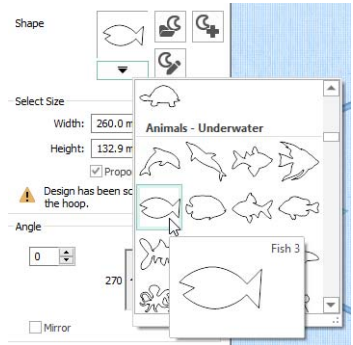 Shape
Animals - Underwater
Select Size
Width: 260.0 m
Height: 132.9 m
Propo
Design has been sc
the hoop.
Angle
0
270
Fish 3
Mirror